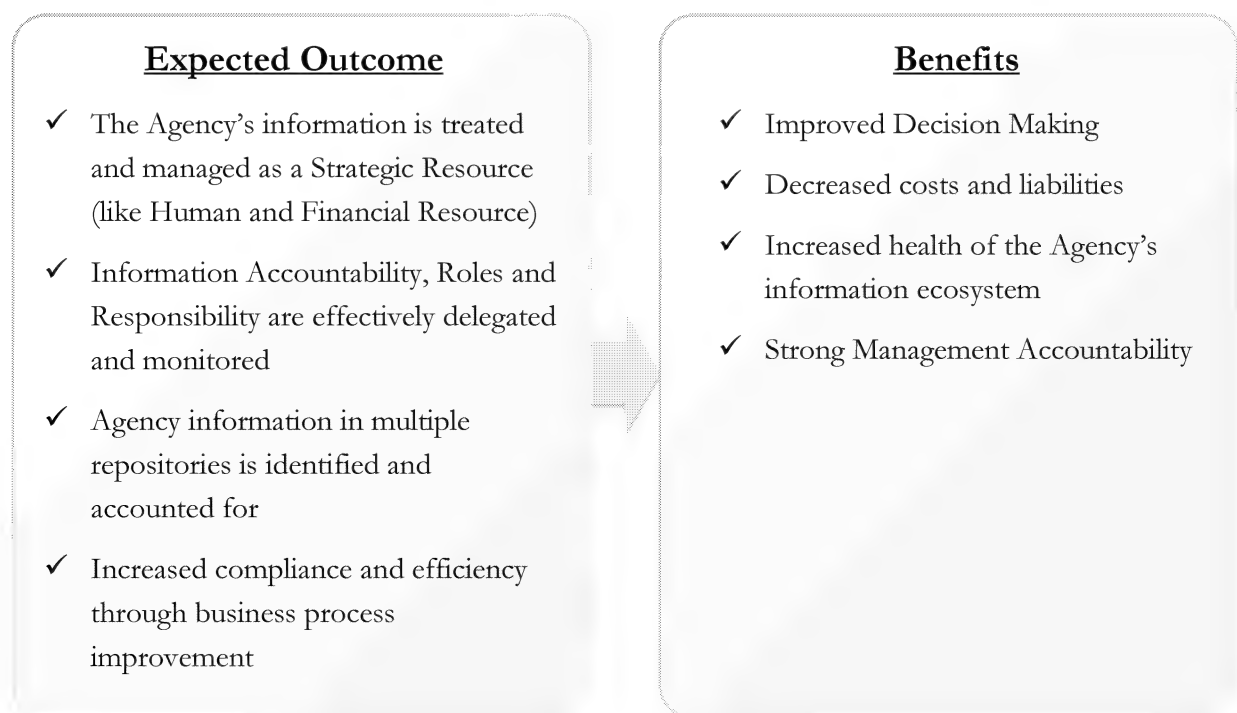 Expected Outcome
✓ The Agency’s information is treated
and managed as a Strategic Resource
(like Human and Financial Resource)
✓ Information Accountability, Roles and
Responsibility are effectively delegated
and monitored
✓ Agency information in multiple
repositories is identified and
accounted for
✓ Increased compliance and efficiency
through business process
improvement
Benefits
✓ Improved Decision Making
✓ Decreased costs and liabilities
✓ Increased health of the Agency’s
information ecosystem
✓ Strong Management Accountability